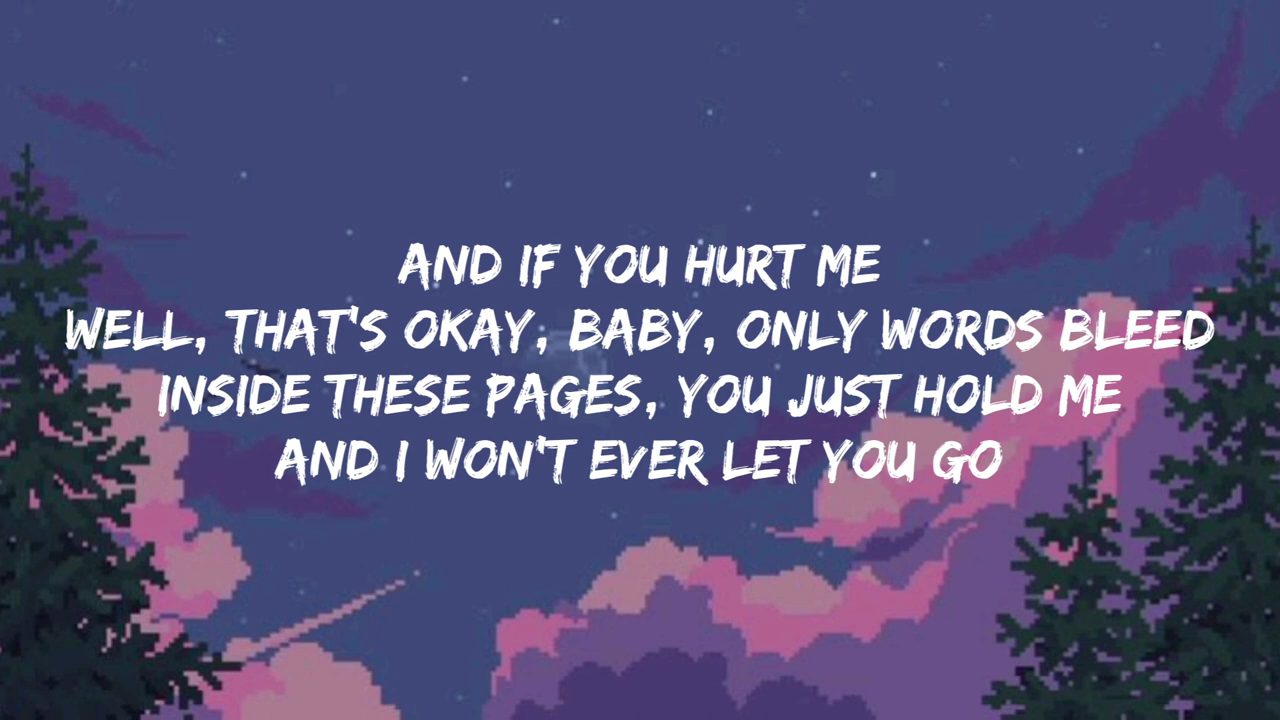 AND IF YOU HURT ME
WELL, THAT'S OKAY, BABY, ONLY WORDS BLEED
INSIDE THESE PAGES, YOU JUST HOLD ME
AND I WON'T EVER LET YOU GO